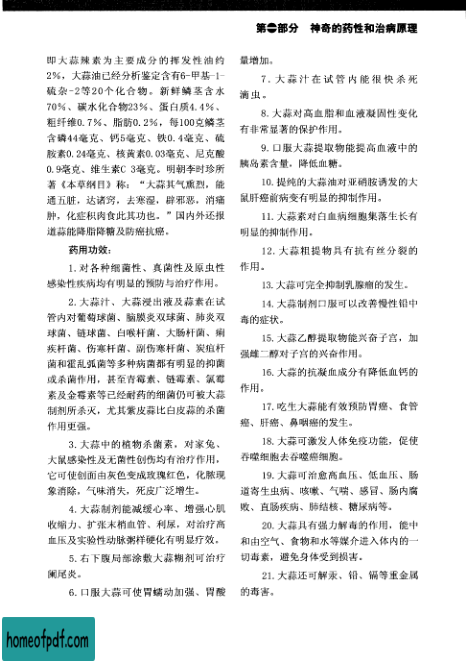 第二部分 神奇的药性和治病原理
即大蒜辣素为主要成分的挥发性油约
2%，大蒜油已经分析鉴定含有6-甲基-1-
硫杂-2等20个化合物。新鲜鳞茎含水
70%、碳水化合物23%、蛋白质4.4%、
粗纤维0.7%、脂肪0.2%，每100克鳞茎
含磷44毫克、钙5毫克、铁0.4毫克、硫
胺素0.24毫克、核黄素0.03毫克、尼克酸
0.9毫克、维生素C 3毫克。明朝李时珍所
著《本草纲目》称：“大蒜其气熏烈，能
通五脏，达诸窍，去寒湿，辟邪恶，消痈
肿，化症积肉食此其功也。”国内外还报
道蒜能降脂降糖及防癌抗癌。
药用功效：
1.对各种细菌性、真菌性及原虫性
感染性疾病均有明显的预防与治疗作用。
2.大蒜汁、大蒜浸出液及蒜素在试
管内对葡萄球菌、脑膜炎双球菌、肺炎双
球菌、链球菌、白喉杆菌、大肠杆菌、痢
疾杆菌、伤寒杆菌、副伤寒杆菌、炭疽杆
菌和霍乱弧菌等多种病菌都有明显的抑菌
或杀菌作用，甚至青霉素、链霉素、氯霉
素及金霉素等已经耐药的细菌仍可被大蒜
制剂所杀灭，尤其紫皮蒜比白皮蒜的杀菌
作用更强。
3.大蒜中的植物杀菌素，对家兔、
大鼠感染性及无菌性创伤均有治疗作用，
它可使创面由灰色变成玫瑰红色，化脓现
象消除，气味消失，死皮广泛增生。
4.大蒜制剂能减缓心率、增强心肌
收缩力、扩张末梢血管、利尿，对治疗高
血压及实验性动脉粥样硬化有明显疗效。
5.右下腹局部涂敷大蒜糊剂可治疗
阑尾炎。
6.口服大蒜可使胃蠕动加强、胃酸
量增加。
7.大蒜汁在试管内能很快杀死
滴虫。
8.大蒜对高血脂和血液凝固性变化
有非常显著的保护作用。
9.口服大蒜提取物能提高血液中的
胰岛素含量，降低血糖。
10.提纯的大蒜油对亚硝胺诱发的大
鼠肝癌前病变有明显的抑制作用。
11.大蒜素对白血病细胞集落生长有
明显的抑制作用。
12.大蒜粗提物具有抗有丝分裂的
作用。
13.大蒜可完全抑制乳腺瘤的发生。
14.大蒜制剂口服可以改善慢性铅中
毒的症状。
15.大蒜乙醇提取物能兴奋子宫，加
强雌二醇对子宫的兴奋作用。
16.大蒜的抗凝血成分有降低血钙的
作用。
17.吃生大蒜能有效预防胃癌、食管
癌、肝癌、鼻咽癌的发生。
18.大蒜可激发人体免疫功能，促使
吞噬细胞去吞噬癌细胞。
19.大蒜可治愈高血压、低血压、肠
道寄生虫病、咳嗽、气喘、感冒、肠内腐
败、直肠疾病、肺结核、糖尿病等。
20.大蒜具有强力解毒的作用，能中
和由空气、食物和水等媒介进入体内的一
切毒素，避免身体受到损害。
21.大蒜还可解汞、铅、镉等重金属
的毒害。
homeofpdf.com